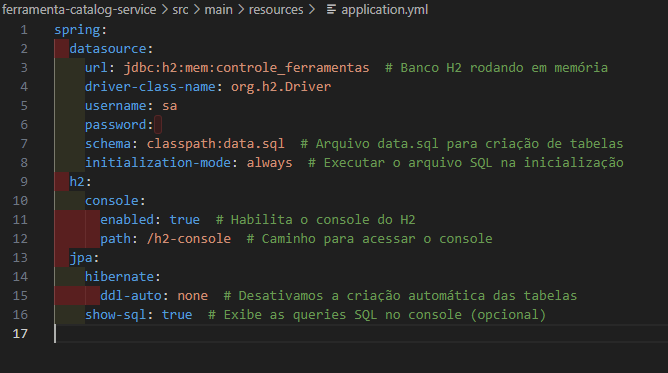 ferramenta-catalog-service > src > main > resources > application.yml
1 spring:
2 datasource:
3 url: jdbc:h2:mem:controle_ferramentas # Banco H2 rodando em memória
4 driver-class-name: org.h2.Driver
5 username: sa
6 password:
7 schema: classpath:data.sql # Arquivo data.sql para criação de tabelas
8 initialization-mode: always # Executar o arquivo SQL na inicialização
9 h2:
10 console:
11 enabled: true # Habilita o console do H2
12 path: /h2-console # Caminho para acessar o console
13 jpa:
14 hibernate:
15 ddl-auto: none # Desativamos a criação automática das tabelas
16 show-sql: true # Exibe as queries SQL no console (opcional)
17